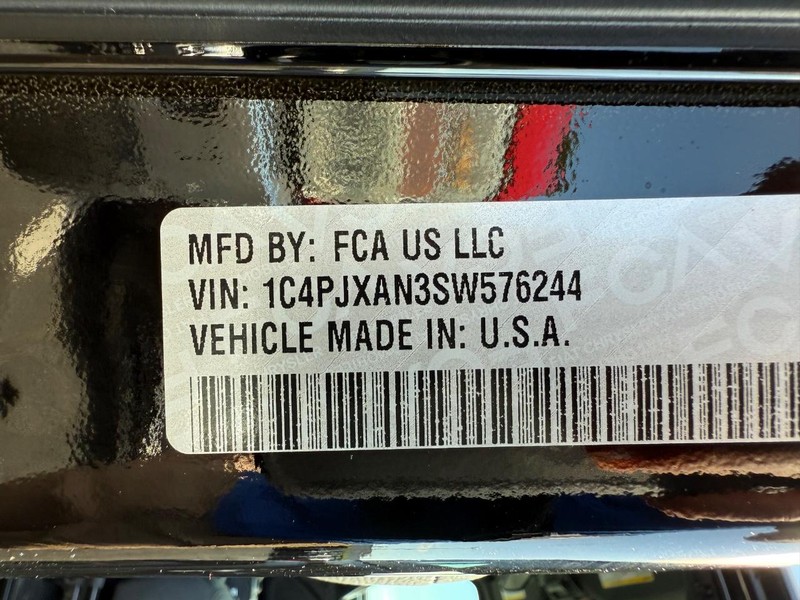 MFD BY: FCA US LLC
VIN: 1C4PJXAN3SW576244
VEHICLE MADE IN: U.S.A.